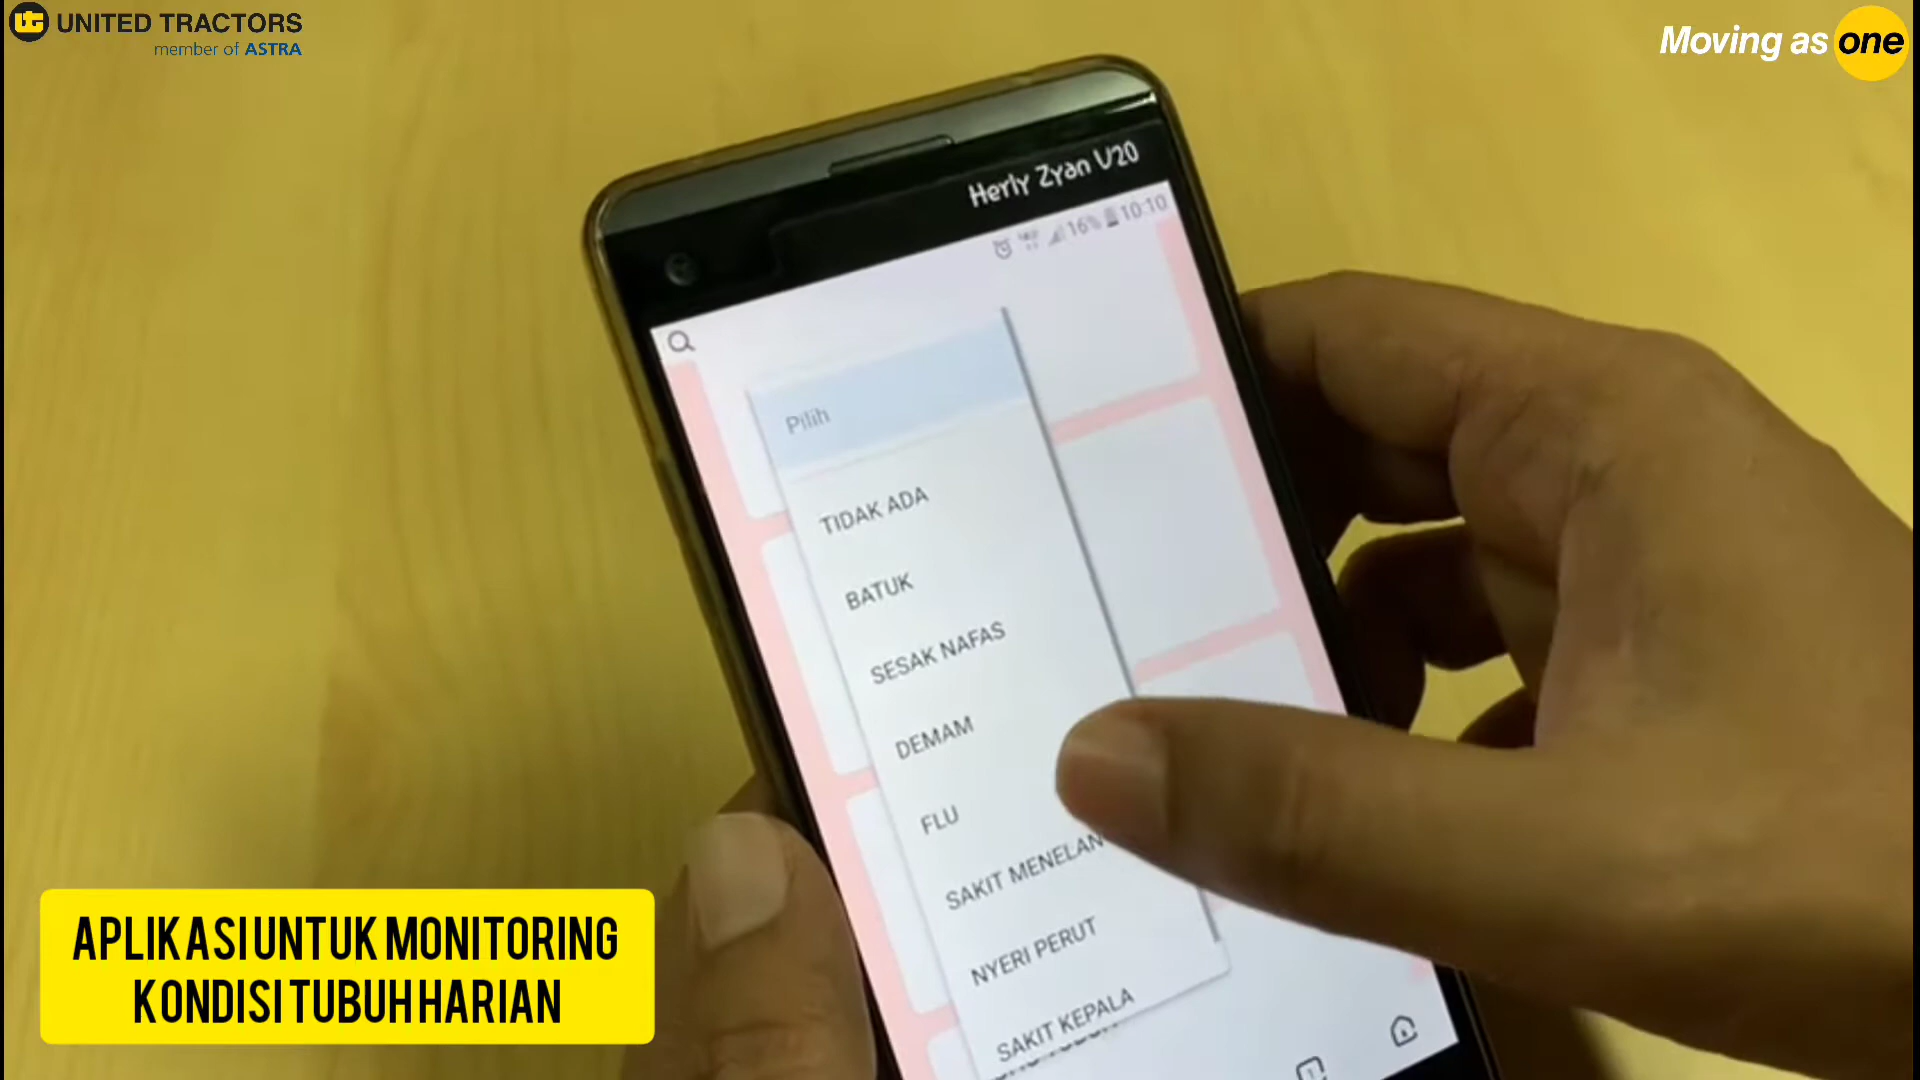 UNITED TRACTORS
member of ASTRA
Moving as one
Herly Zyan V20
16% 10:10
Pilih
TIDAK ADA
BATUK
SESAK NAFAS
DEMAM
FLU
SAKIT MENELAN
NYERI PERUT
SAKIT KEPALA
APLIKASI UNTUK MONITORING
KONDISI TUBUH HARIAN